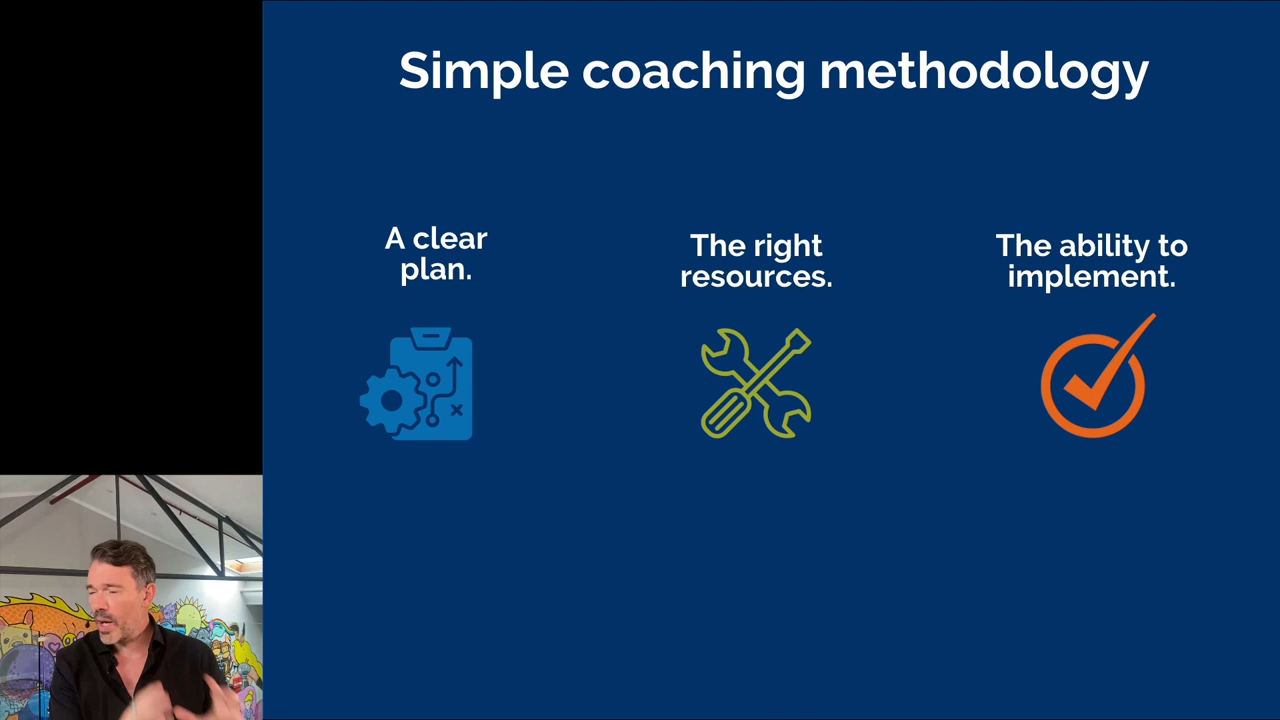 Simple coaching methodology
A clear
plan.
The right
resources.
The ability to
implement.